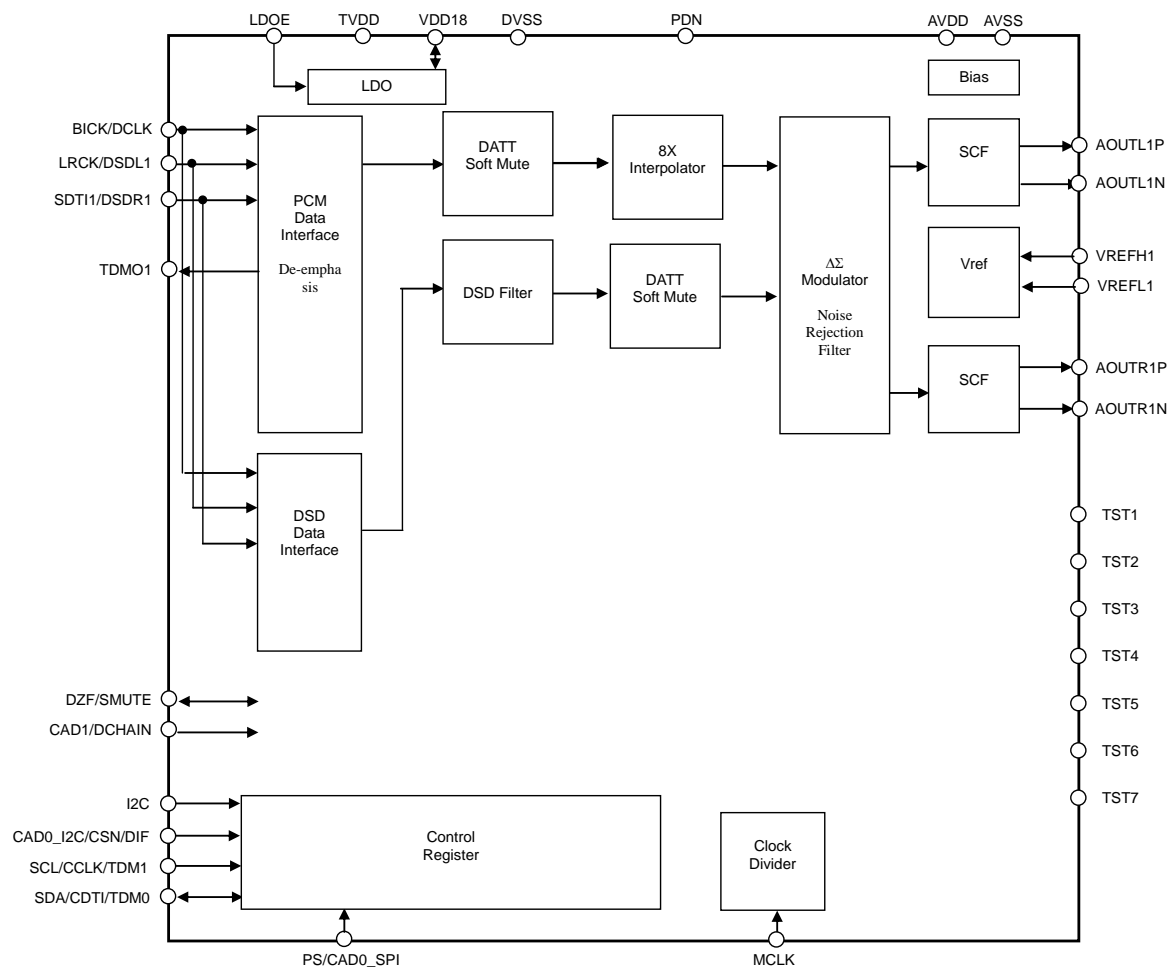 LDOE
TVDD
VDD18
DVSS
PDN
AVDD
AVSS
LDO
Bias
BICK/DCLK
LRCK/DSDL1
SDTI1/DSDR1
TDMO1
PCM
Data
Interface
De-empha
sis
DATT
Soft Mute
8X
Interpolator
DSD Filter
DATT
Soft Mute
ΔΣ
Modulator
Noise
Rejection
Filter
SCF
Vref
SCF
AOUTL1P
AOUTL1N
VREFH1
VREFL1
AOUTR1P
AOUTR1N
DSD
Data
Interface
TST1
TST2
TST3
TST4
TST5
TST6
TST7
DZF/SMUTE
CAD1/DCHAIN
I2C
CAD0_I2C/CSN/DIF
SCL/CCLK/TDM1
SDA/CDTI/TDM0
Control
Register
Clock
Divider
PS/CAD0_SPI
MCLK